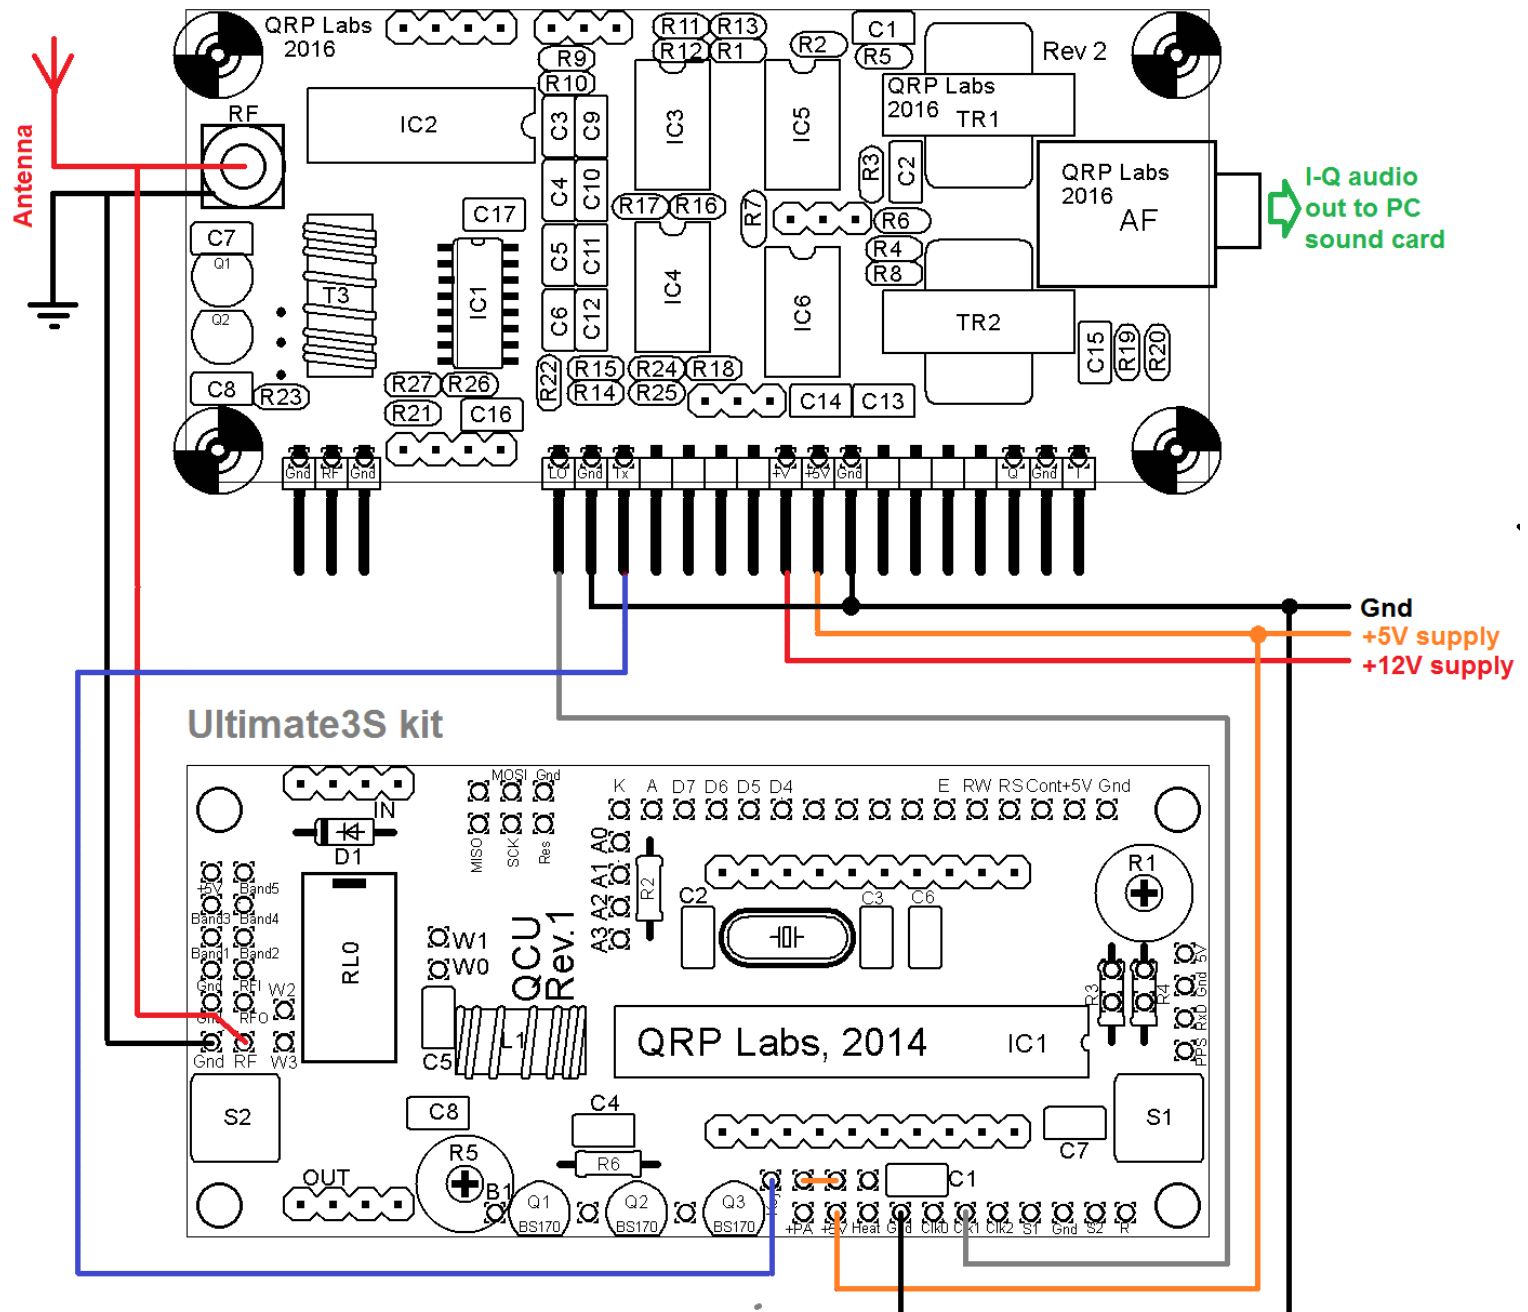 QRP Labs
2016
R11 R13
R12 R1
R2
C1
R5
Rev 2
R9
R10
RF
IC2
C3
C9
IC3
IC5
QRP Labs
2016
TR1
Antenna
C4
C10
R3
C2
QRP Labs
2016
AF
I-Q audio
out to PC
sound card
C17
R17 R16
R7
R6
C7
Q1
T3
IC1
C5
C11
IC4
IC6
R4
R8
Q2
C6
C12
TR2
C15
R19
R20
C8
R23
R27 R26
R21
C16
R22
R15
R14
R24 R18
R25
C14 C13
Gnd RF Gnd
LO Gnd Tx +V +5V Gnd Q Gnd I
Gnd
+5V supply
+12V supply
Ultimate3S kit
IN
D1
MOSI Gnd
MISO SCK Res
K A D7 D6 D5 D4 E RW RS Cont +5V Gnd
A0
A1
A2
A3
R2
R1
+5V Band5
Band3 Band4
Band1 Band2
Gnd RFI
Gnd RFO
Gnd RF
W2
W3
RL0
W1
W0
QCU
Rev.1
C2
C3
C6
R3
R4
5V
Gnd
RxD
PPS
C5
L1
QRP Labs, 2014
IC1
S2
C8
C4
R6
C7
S1
OUT
R5
B1
Q1
BS170
Q2
BS170
Q3
BS170
C1
+PA +5V Heat Gnd Clk0 Clk1 Clk2 S1 Gnd S2 R